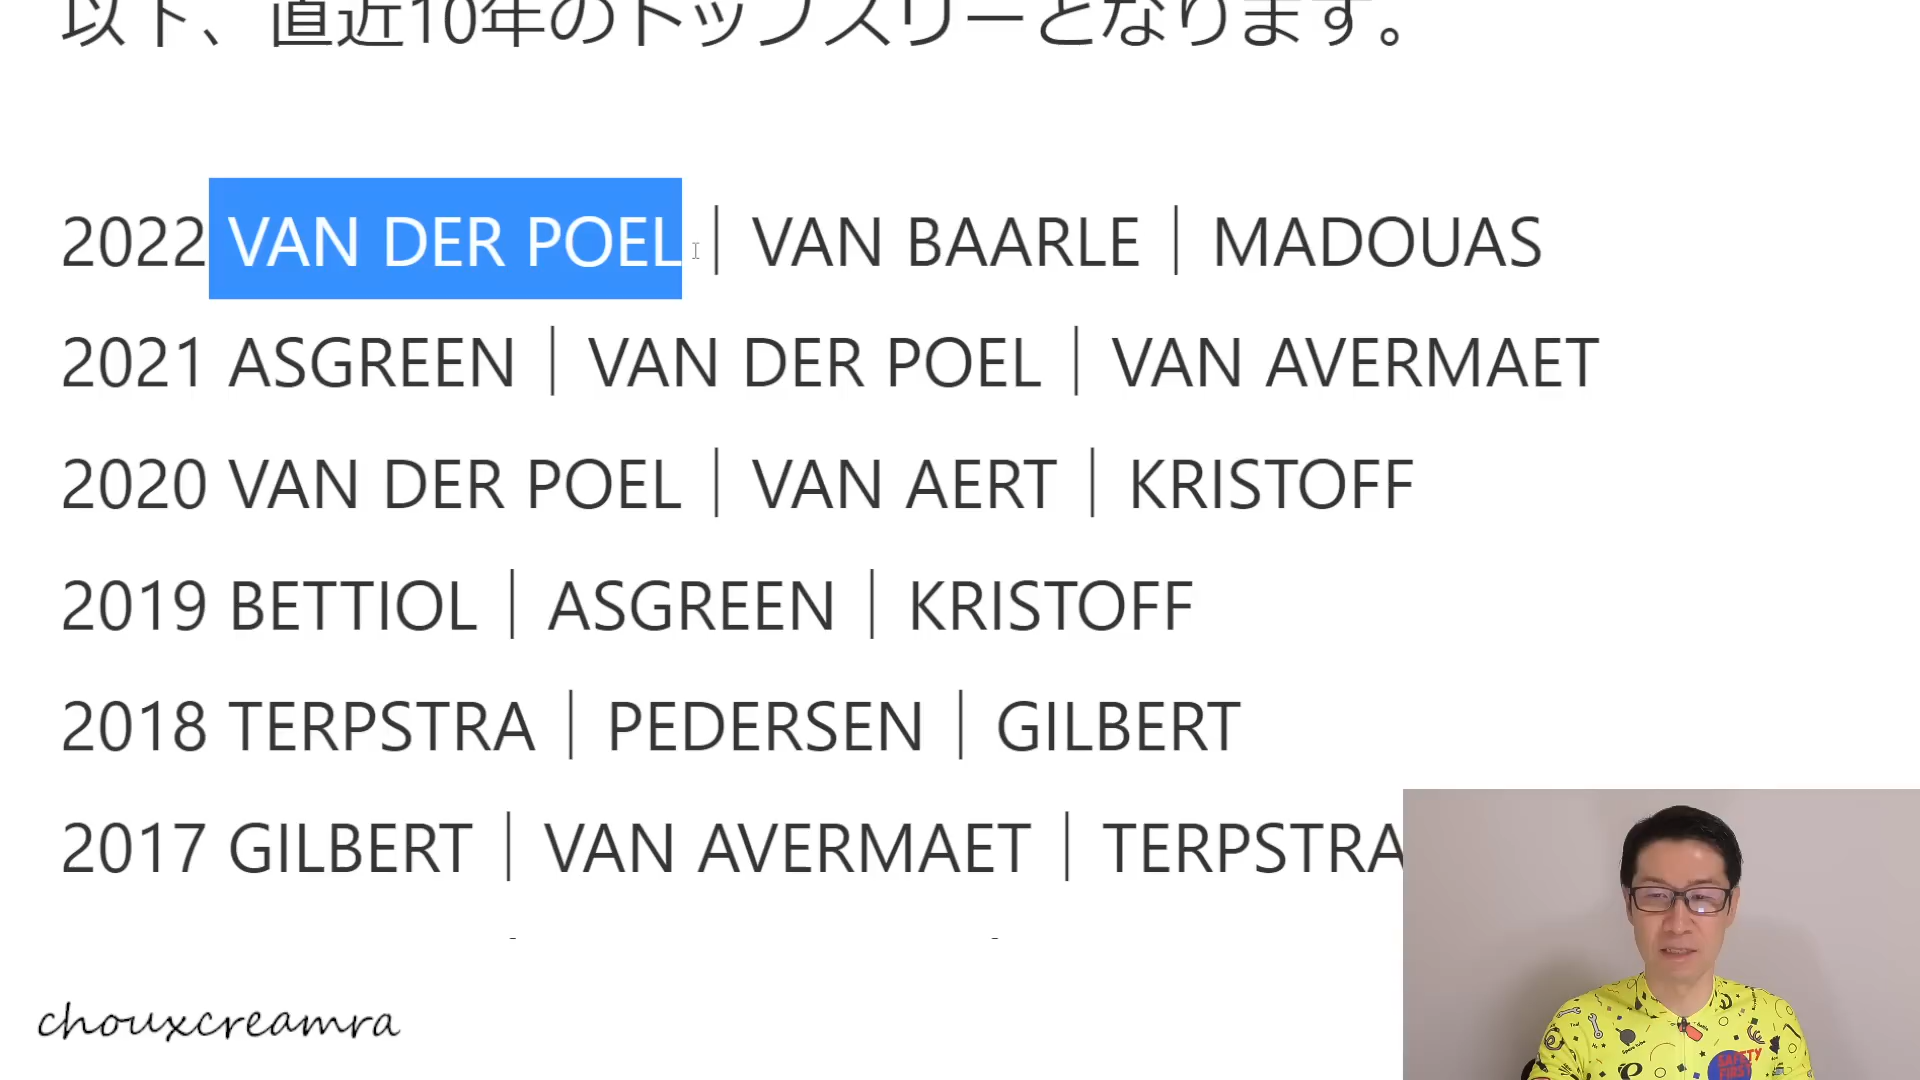 以下、直近10年のトップスリーとなります。
2022 VAN DER POEL｜VAN BAARLE｜MADOUAS
2021 ASGREEN｜VAN DER POEL｜VAN AVERMAET
2020 VAN DER POEL｜VAN AERT｜KRISTOFF
2019 BETTIOL｜ASGREEN｜KRISTOFF
2018 TERPSTRA｜PEDERSEN｜GILBERT
2017 GILBERT｜VAN AVERMAET｜TERPSTRA
chouxcreamra
SAFETY
FIRST